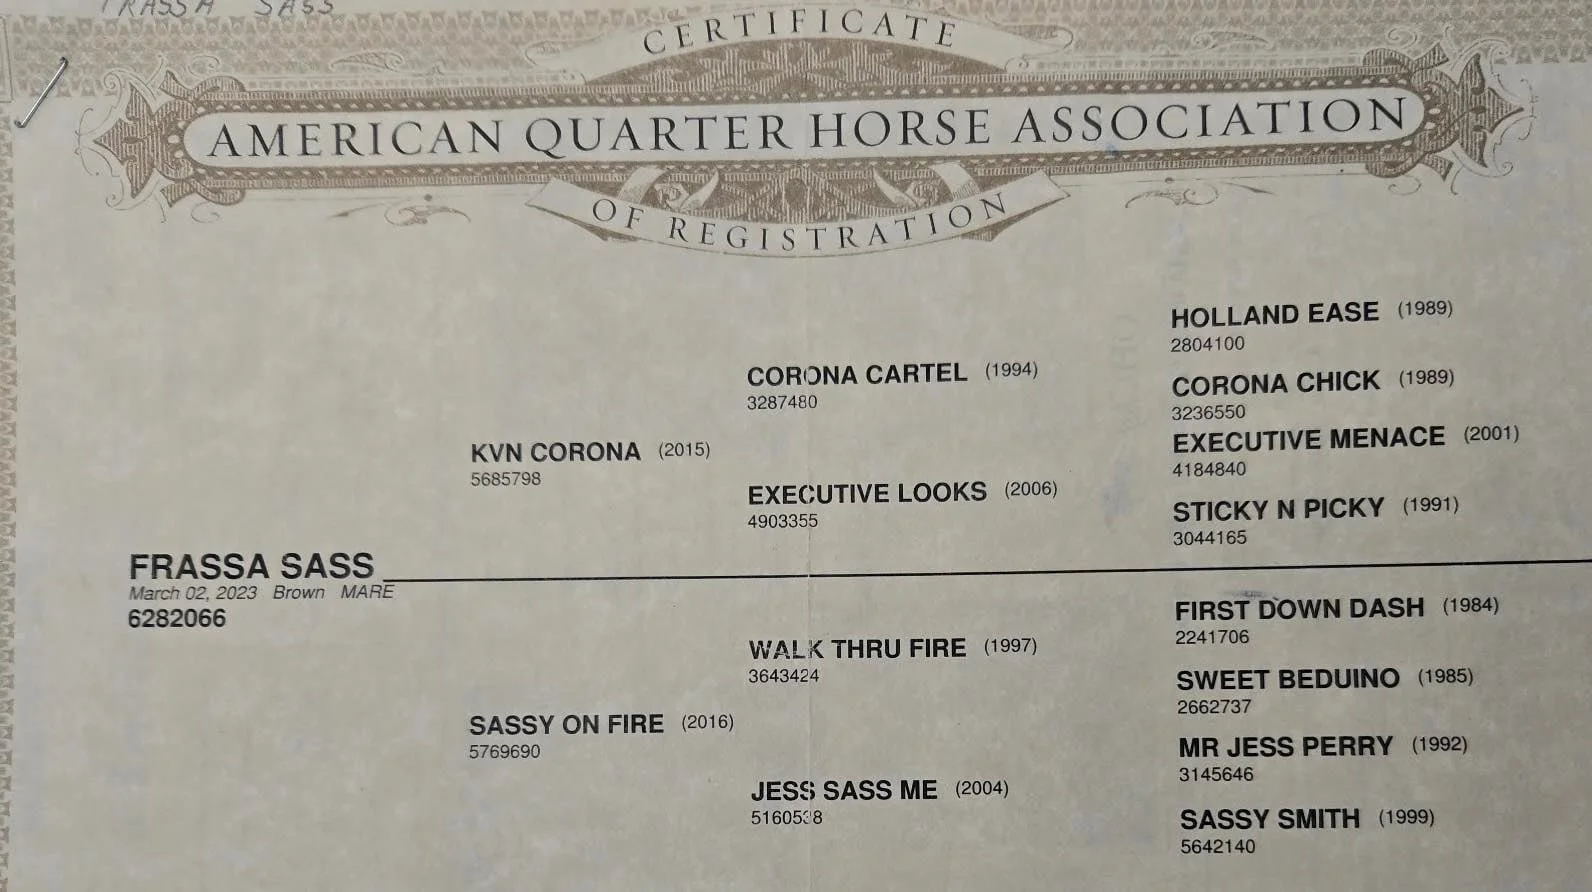 FRASSA SASS
CERTIFICATE
AMERICAN QUARTER HORSE ASSOCIATION
OF REGISTRATION
HOLLAND EASE (1989)
2804100
CORONA CARTEL (1994)
3287480
CORONA CHICK (1989)
3236550
KVN CORONA (2015)
5685798
EXECUTIVE MENACE (2001)
4184840
EXECUTIVE LOOKS (2006)
4903355
STICKY N PICKY (1991)
3044165
FRASSA SASS
March 02, 2023 Brown MARE
6282066
FIRST DOWN DASH (1984)
2241706
WALK THRU FIRE (1997)
3643424
SWEET BEDUINO (1985)
2662737
SASSY ON FIRE (2016)
5769690
MR JESS PERRY (1992)
3145646
JESS SASS ME (2004)
SASSY SMITH (1999)
5642140